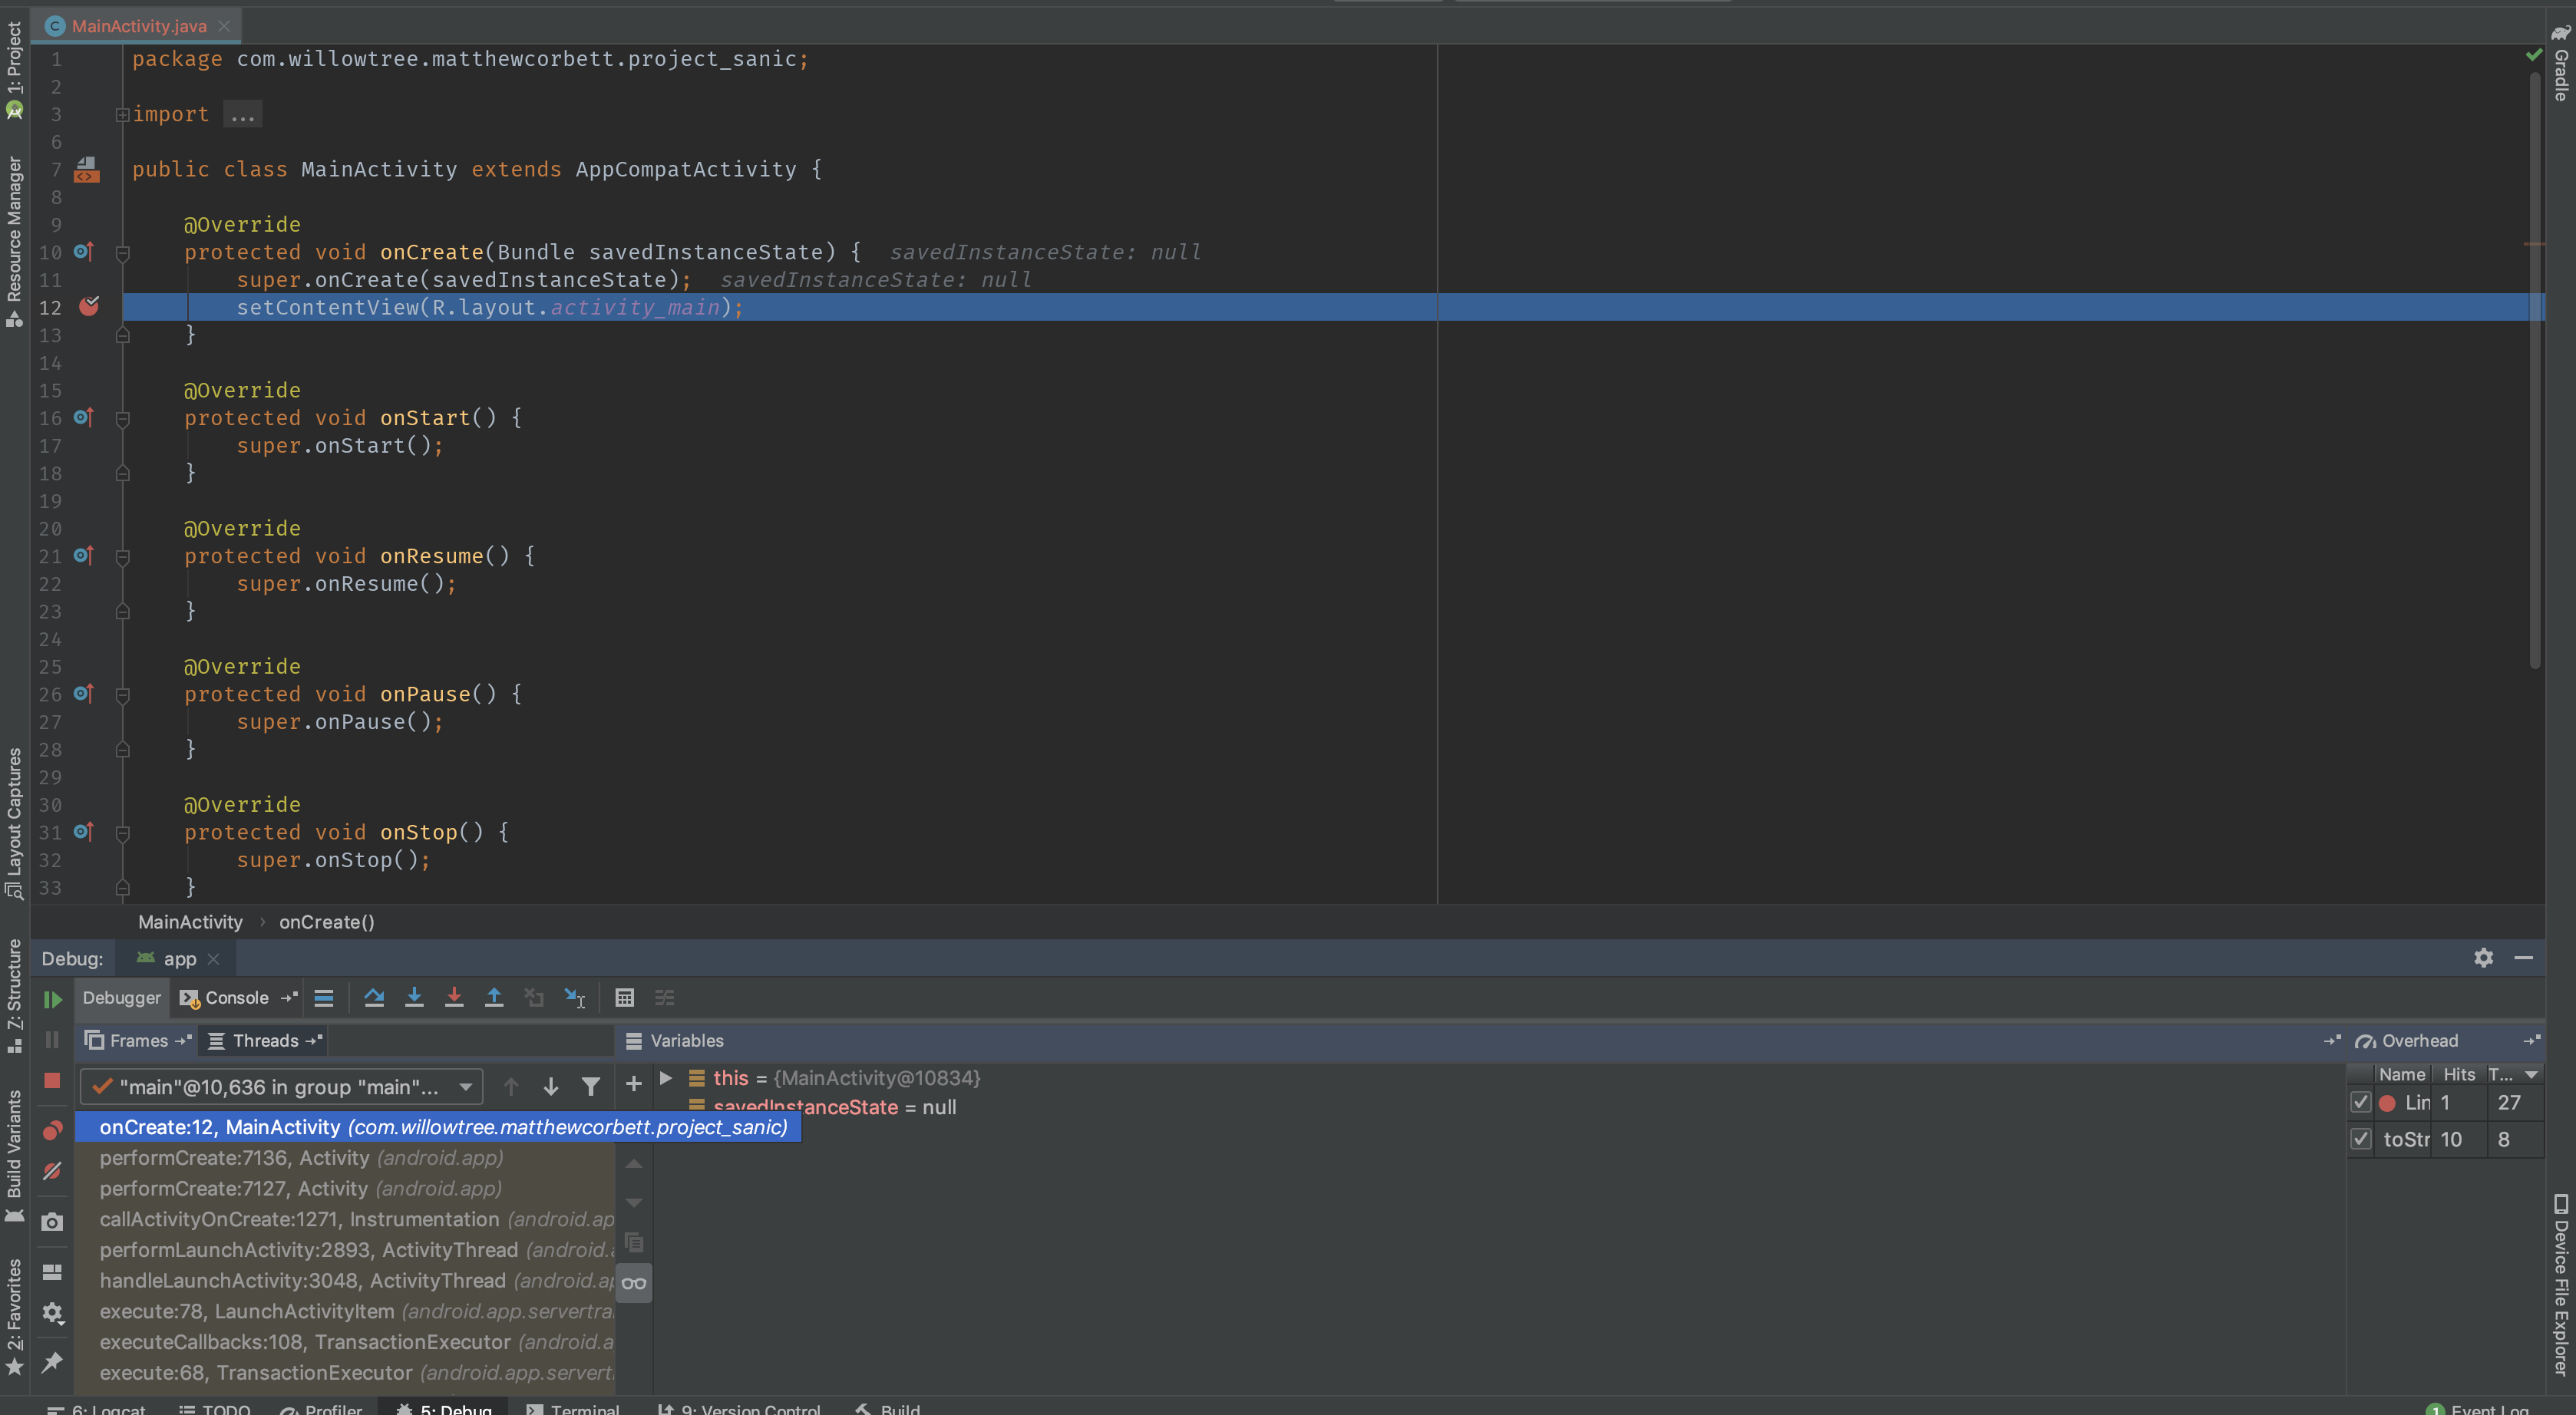 MainActivity.java
1: Project
Resource Manager
Layout Captures
7: Structure
Build Variants
2: Favorites
1 package com.willowtree.matthewcorbett.project_sanic;
2
3 import ...
6
7 public class MainActivity extends AppCompatActivity {
8
9 @Override
10 protected void onCreate(Bundle savedInstanceState) { savedInstanceState: null
11 super.onCreate(savedInstanceState); savedInstanceState: null
12 setContentView(R.layout.activity_main);
13 }
14
15 @Override
16 protected void onStart() {
17 super.onStart();
18 }
19
20 @Override
21 protected void onResume() {
22 super.onResume();
23 }
24
25 @Override
26 protected void onPause() {
27 super.onPause();
28 }
29
30 @Override
31 protected void onStop() {
32 super.onStop();
33 }
Gradle
Device File Explorer
MainActivity › onCreate()
Debug: app
Debugger Console
Frames Threads Variables Overhead
"main"@10,636 in group "main"...
onCreate:12, MainActivity (com.willowtree.matthewcorbett.project_sanic)
performCreate:7136, Activity (android.app)
performCreate:7127, Activity (android.app)
callActivityOnCreate:1271, Instrumentation (android.ap
performLaunchActivity:2893, ActivityThread (android.a
handleLaunchActivity:3048, ActivityThread (android.ap
execute:78, LaunchActivityItem (android.app.servertra
executeCallbacks:108, TransactionExecutor (android.a
execute:68, TransactionExecutor (android.app.servert
this = {MainActivity@10834}
savedInstanceState = null
Name Hits T...
Lin 1 27
toStr 10 8
6: Logcat TODO Profiler 5: Debug Terminal 9: Version Control Build 1 Event Log